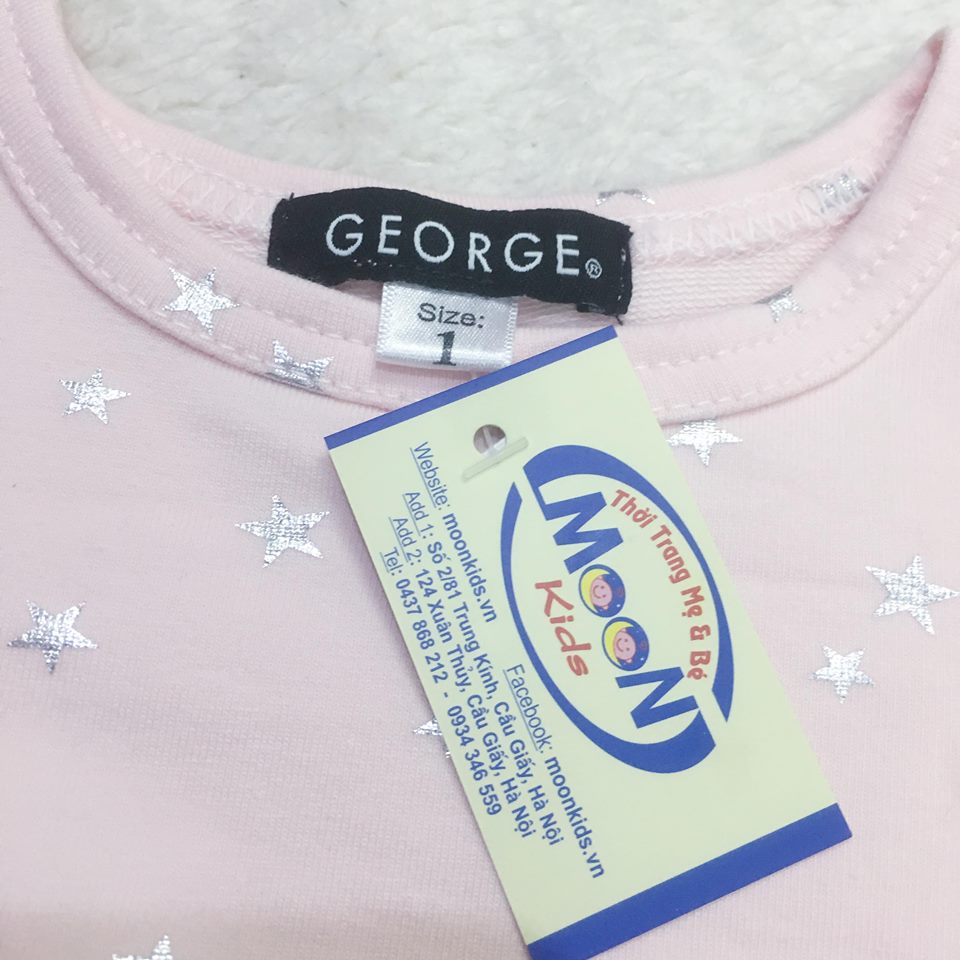 GEORGE®
Size:
1
Thời Trang Mẹ & Bé
MOON
Kids
Website: moonkids.vn
Facebook: moonkids.vn
Add 1: Số 2/81 Trung Kính, Cầu Giấy, Hà Nội
Add 2: 124 Xuân Thủy, Cầu Giấy, Hà Nội
Tel: 0437 868 212 - 0934 346 559